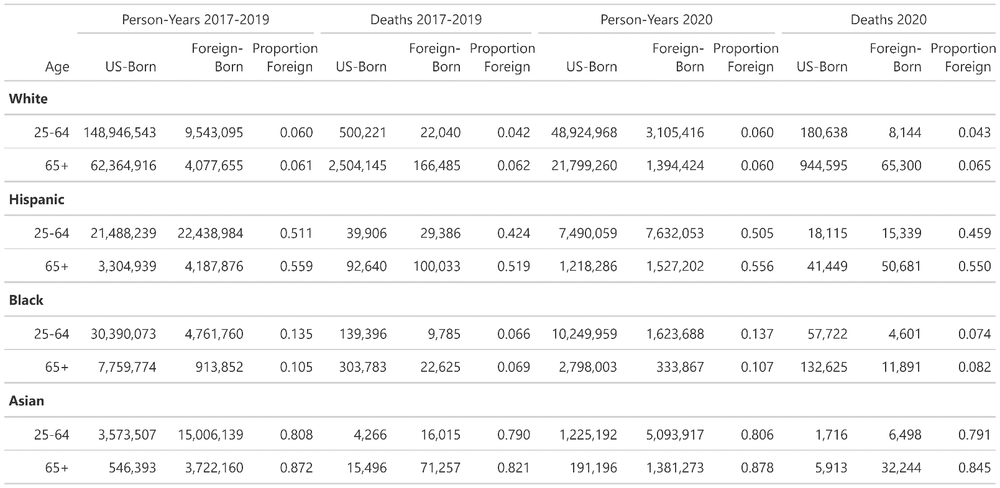 Person-Years 2017-2019 Deaths 2017-2019 Person-Years 2020 Deaths 2020
Foreign- Proportion Foreign- Proportion Foreign- Proportion Foreign- Proportion
Age US-Born Born Foreign US-Born Born Foreign US-Born Born Foreign US-Born Born Foreign
White
25-64 148,946,543 9,543,095 0.060 500,221 22,040 0.042 48,924,968 3,105,416 0.060 180,638 8,144 0.043
65+ 62,364,916 4,077,655 0.061 2,504,145 166,485 0.062 21,799,260 1,394,424 0.060 944,595 65,300 0.065
Hispanic
25-64 21,488,239 22,438,984 0.511 39,906 29,386 0.424 7,490,059 7,632,053 0.505 18,115 15,339 0.459
65+ 3,304,939 4,187,876 0.559 92,640 100,033 0.519 1,218,286 1,527,202 0.556 41,449 50,681 0.550
Black
25-64 30,390,073 4,761,760 0.135 139,396 9,785 0.066 10,249,959 1,623,688 0.137 57,722 4,601 0.074
65+ 7,759,774 913,852 0.105 303,783 22,625 0.069 2,798,003 333,867 0.107 132,625 11,891 0.082
Asian
25-64 3,573,507 15,006,139 0.808 4,266 16,015 0.790 1,225,192 5,093,917 0.806 1,716 6,498 0.791
65+ 546,393 3,722,160 0.872 15,496 71,257 0.821 191,196 1,381,273 0.878 5,913 32,244 0.845